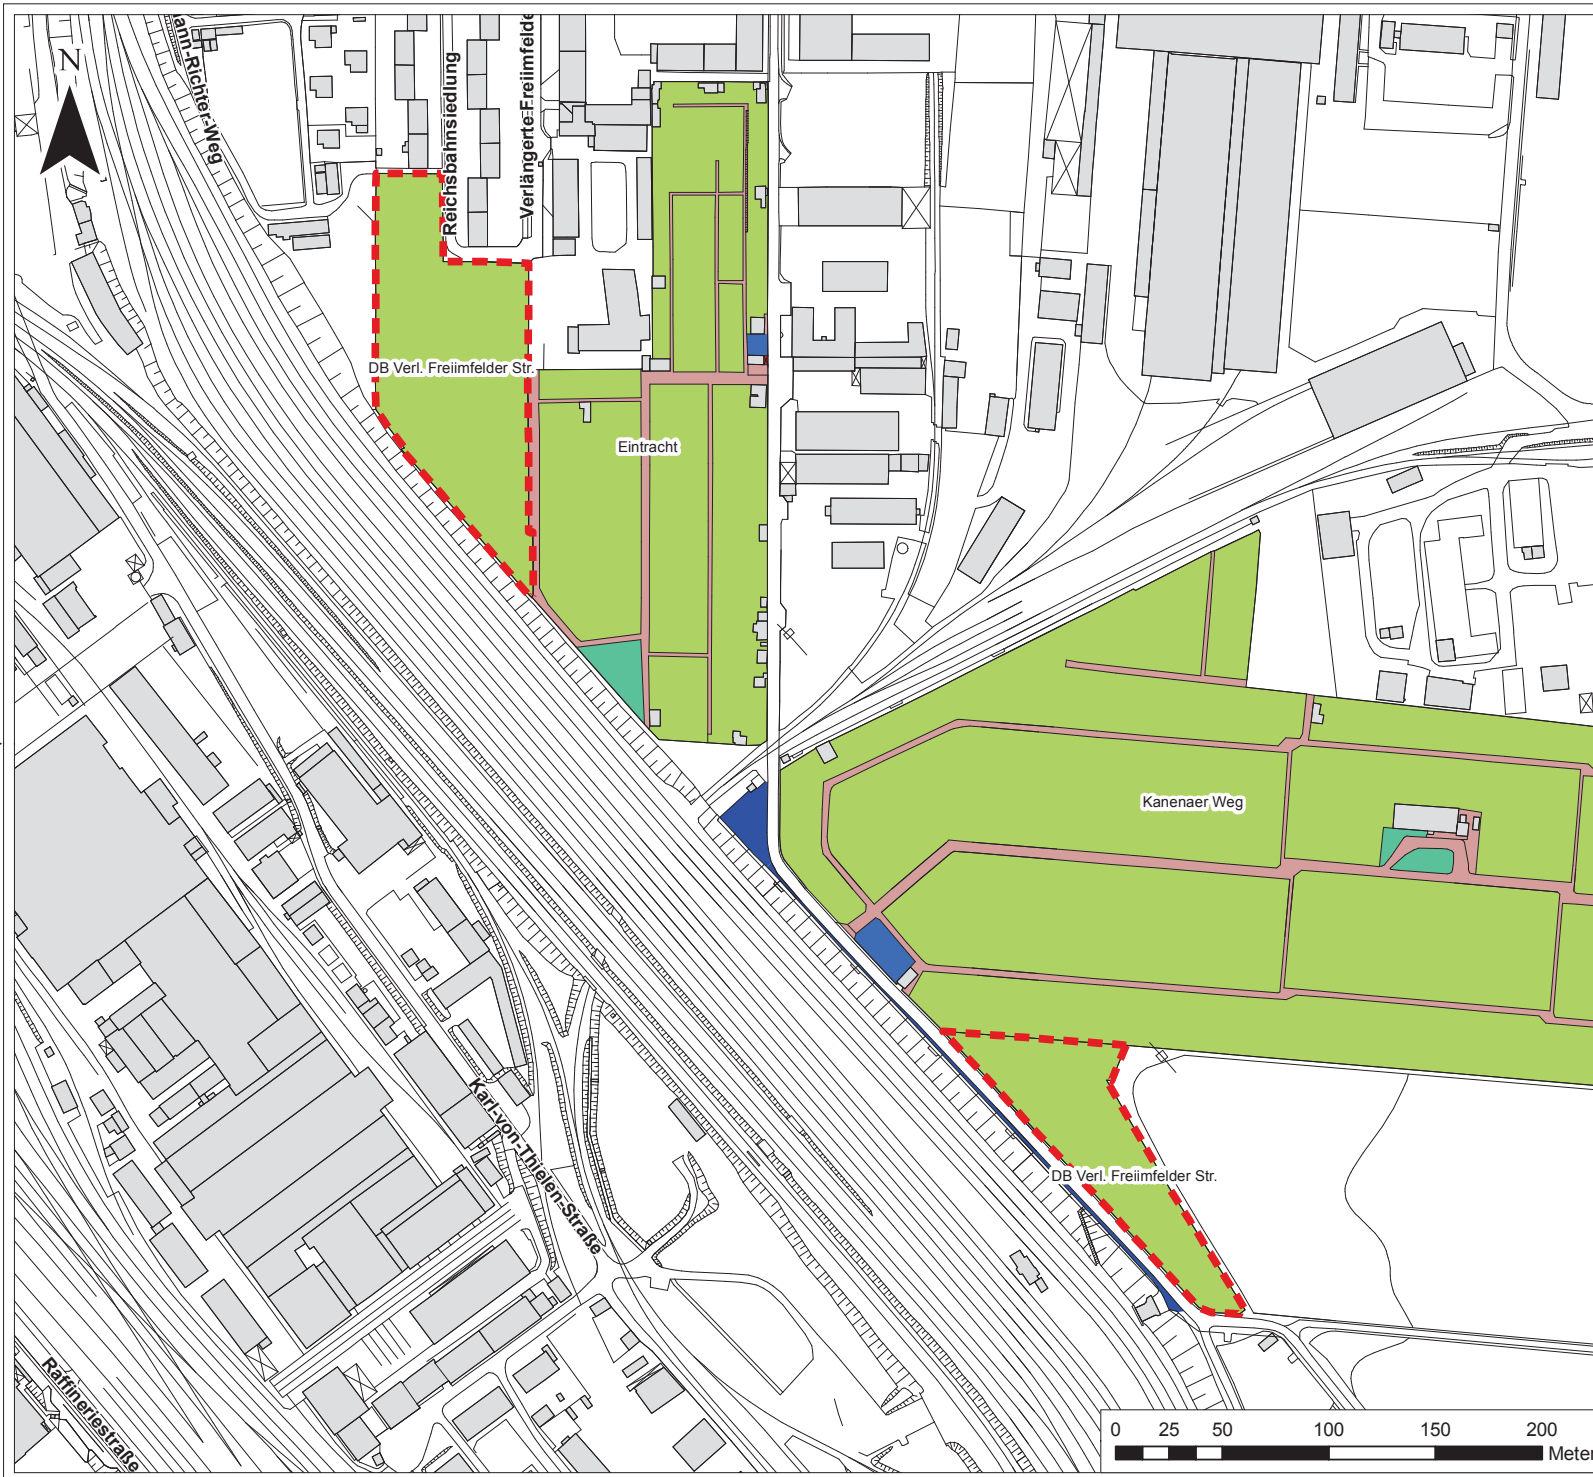 N
ann-Richter-Weg
Reichsbahnsiedlung
Verlängerte Freiimfelde
DB Verl. Freiimfelder Str.
Eintracht
Kanenaer Weg
DB Verl. Freiimfelder Str.
Karl-von-Thielen-Straße
Raffineriestraße
0 25 50 100 150 200
Meter